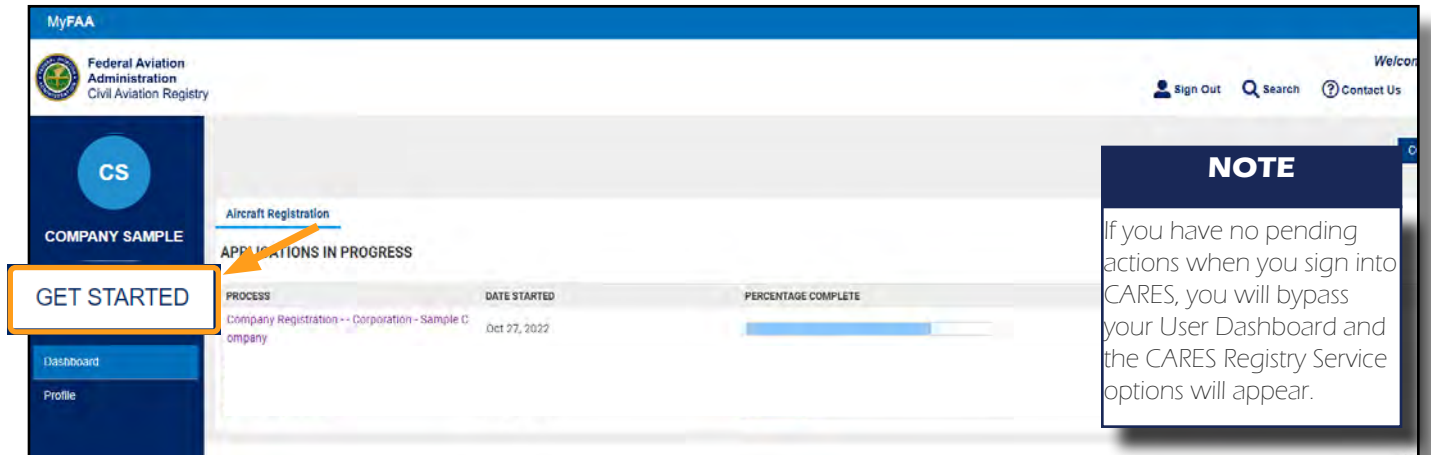 MyFAA
Federal Aviation
Administration
Civil Aviation Registry
Sign Out
Search
Contact Us
CS
COMPANY SAMPLE
GET STARTED
Dashboard
Profile
Aircraft Registration
APPLICATIONS IN PROGRESS
PROCESS
DATE STARTED
PERCENTAGE COMPLETE
Company Registration - - Corporation - Sample C
ompany
Oct 27, 2022
NOTE
If you have no pending
actions when you sign into
CARES, you will bypass
your User Dashboard and
the CARES Registry Service
options will appear.